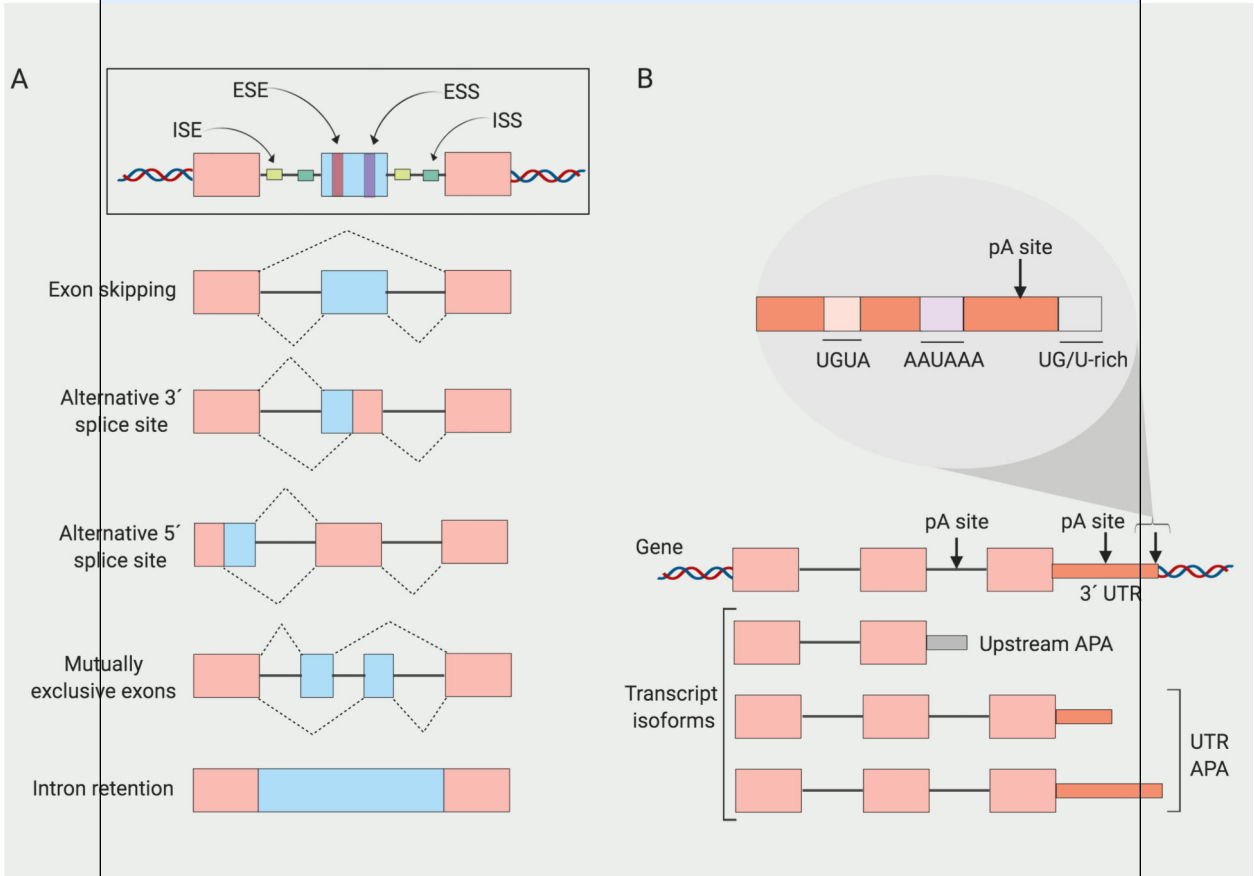 A
ESE
ESS
ISE
ISS
Exon skipping
Alternative 3´
splice site
Alternative 5´
splice site
Mutually
exclusive exons
Intron retention
B
pA site
UGUA
AAUAAA
UG/U-rich
pA site
pA site
Gene
3´ UTR
Upstream APA
Transcript
isoforms
UTR
APA